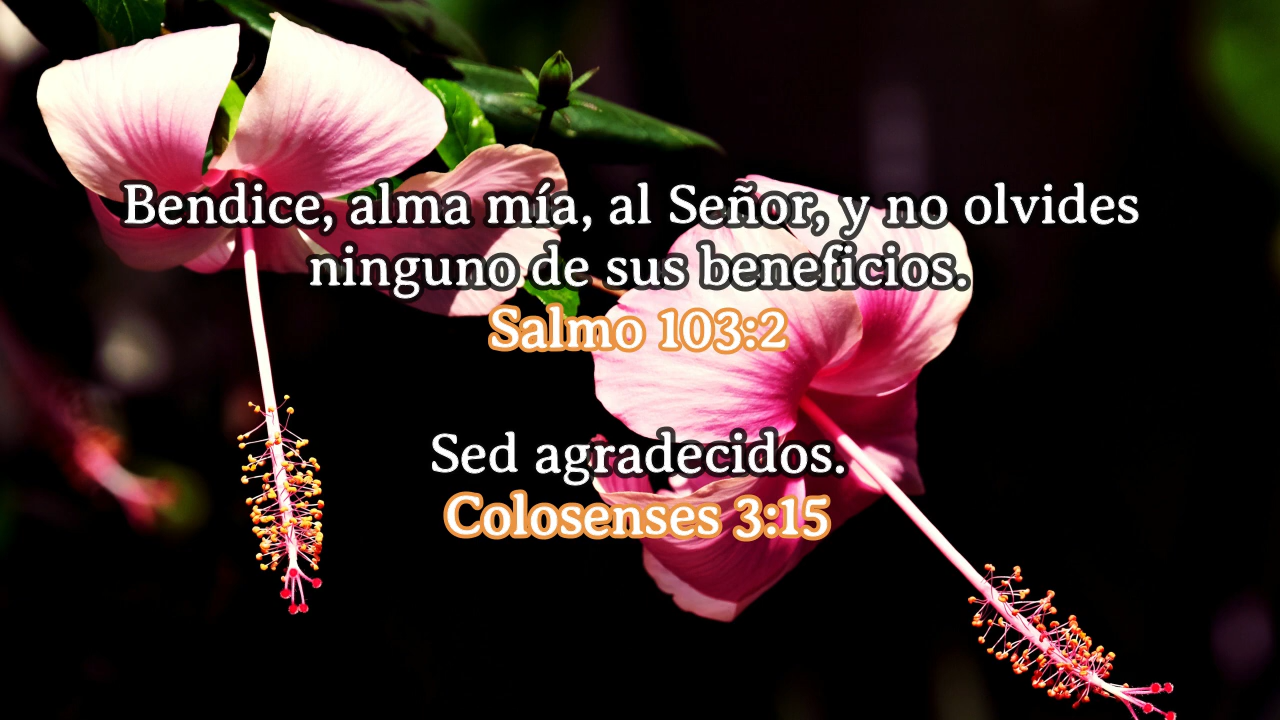 Bendice, alma mía, al Señor, y no olvides
ninguno de sus beneficios.
Salmo 103:2
Sed agradecidos.
Colosenses 3:15